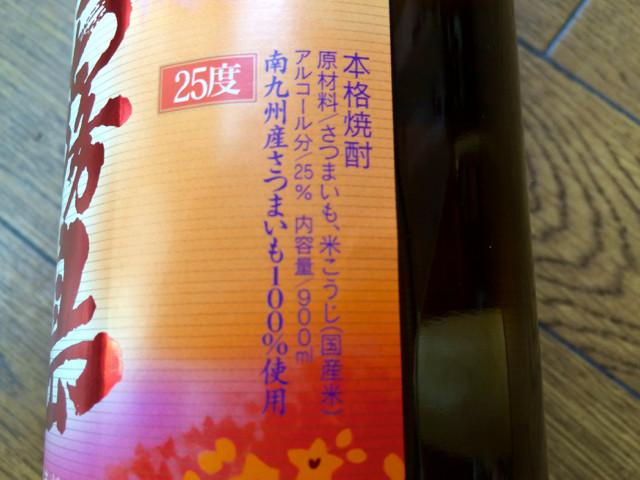 本格焼酎
原材料/さつまいも、米こうじ(国産米)
アルコール分/25% 内容量/900ml
南九州産さつまいも100%使用
25度